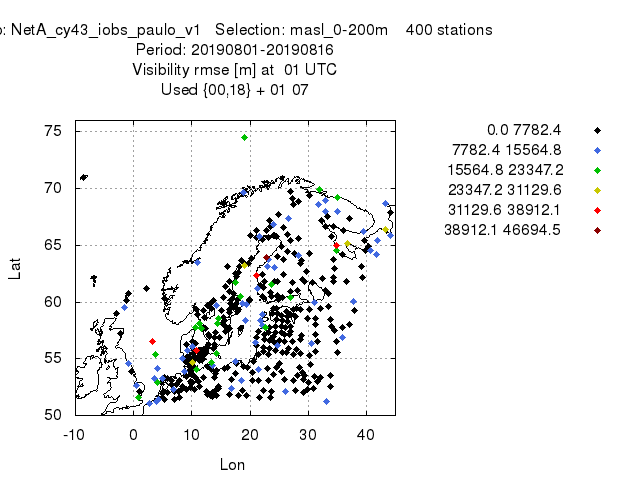 : NetA_cy43_iobs_paulo_v1 Selection: masl_0-200m 400 stations
Period: 20190801-20190816
Visibility rmse [m] at 01 UTC
Used {00,18} + 01 07
0.0 7782.4
7782.4 15564.8
15564.8 23347.2
23347.2 31129.6
31129.6 38912.1
38912.1 46694.5
75
70
65
60
55
50
Lat
-10 0 10 20 30 40
Lon